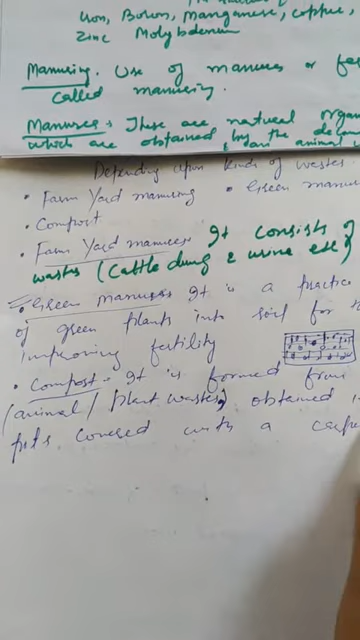 Iron, Boron, Manganese, coppue,
zinc Molybdenum
Manuring. Use of manures or
called manuring.
Manures. These are natural
which are obtained by the
Depending upon kinds of wastes
• Farm Yard manuring • Green
• Compost
• Farm Yard manures. It consists of
wastes (Cattle dung & urine etc)
• Green manures It is a practice
of green plants into soil for
improving fertility
• Compost - It is formed from
(animal / plant wastes, obtained
pits covered with a